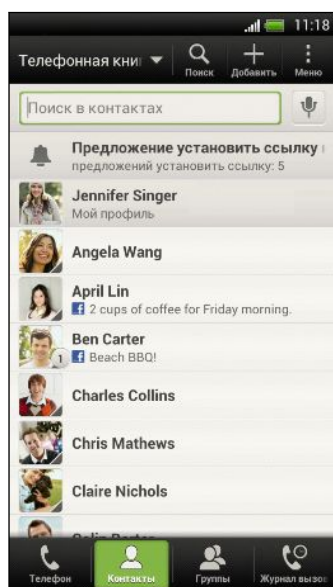 11:18
Телефонная кни
Поиск
Добавить
Меню
Поиск в контактах
Предложение установить ссылку
предложений установить ссылку: 5
Jennifer Singer
Мой профиль
Angela Wang
April Lin
f 2 cups of coffee for Friday morning.
Ben Carter
1 f Beach BBQ!
Charles Collins
Chris Mathews
Claire Nichols
Телефон
Контакты
Группы
Журнал вызов